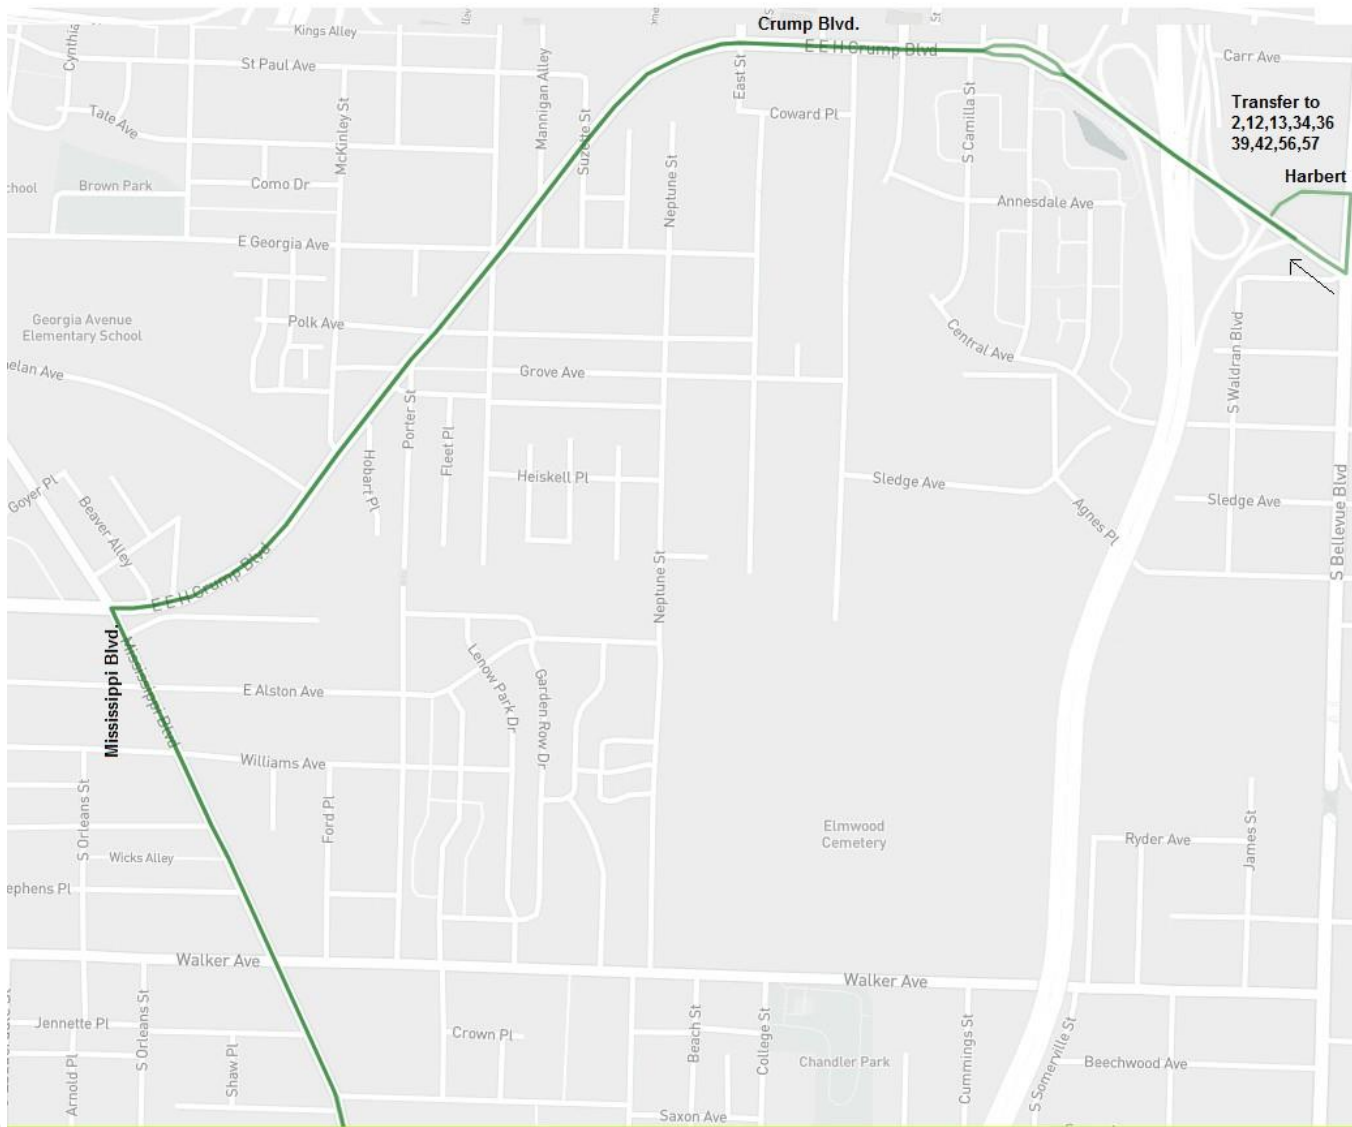 Kings Alley
Cynthia
Crump Blvd.
E E H Crump Blvd
St
St Paul Ave
Mannigan Alley
East St
Carr Ave
Tate Ave
McKinley St
Suzette St
Coward Pl
S Camilla St
Transfer to
2,12,13,34,36
39,42,56,57
Harbert
Brown Park
Como Dr
Neptune St
Annesdale Ave
E Georgia Ave
Georgia Avenue
Elementary School
Polk Ave
Central Ave
S Waldran Blvd
elan Ave
Grove Ave
Porter St
Fleet Pl
Hobart Pl
Heiskell Pl
Sledge Ave
Sledge Ave
S Bellevue Blvd
Goyer Pl
Beaver Alley
Agnes Pl
E E H Crump Blvd
Neptune St
Mississippi Blvd.
Mississippi Blvd
E Alston Ave
Lenow Park Dr
Garden Row Dr
Williams Ave
S Orleans St
Ford Pl
Elmwood
Cemetery
Ryder Ave
James St
Wicks Alley
ephens Pl
Walker Ave
Walker Ave
Jennette Pl
S Orleans St
Crown Pl
Beach St
College St
Chandler Park
Cummings St
S Somerville St
Beechwood Ave
Arnold Pl
Shaw Pl
Saxon Ave